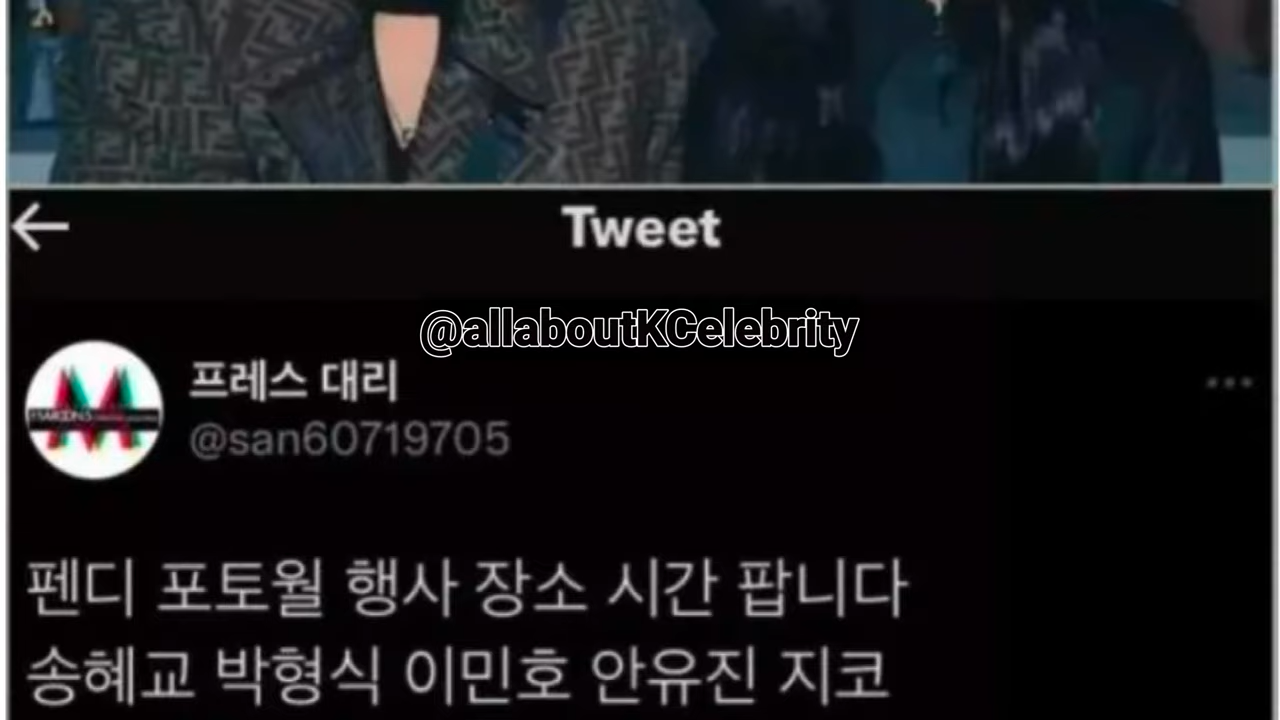 Tweet
@allaboutKCelebrity
프레스 대리
@san60719705
펜디 포토월 행사 장소 시간 팝니다
송혜교 박형식 이민호 안유진 지코